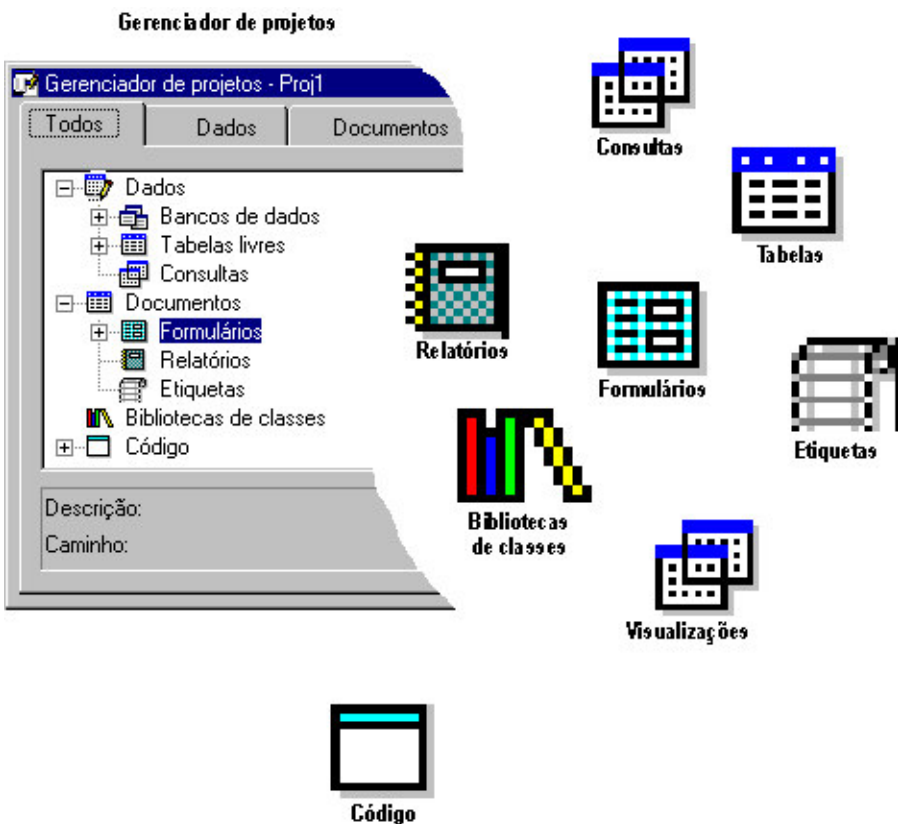 Gerenciador de projetos
Gerenciador de projetos - Proj1
Todos Dados Documentos
Dados
Bancos de dados
Tabelas livres
Consultas
Documentos
Formulários
Relatórios
Etiquetas
Bibliotecas de classes
Código
Descrição:
Caminho:
Consultas
Tabelas
Relatórios
Formulários
Etiquetas
Bibliotecas
de classes
Visualizações
Código